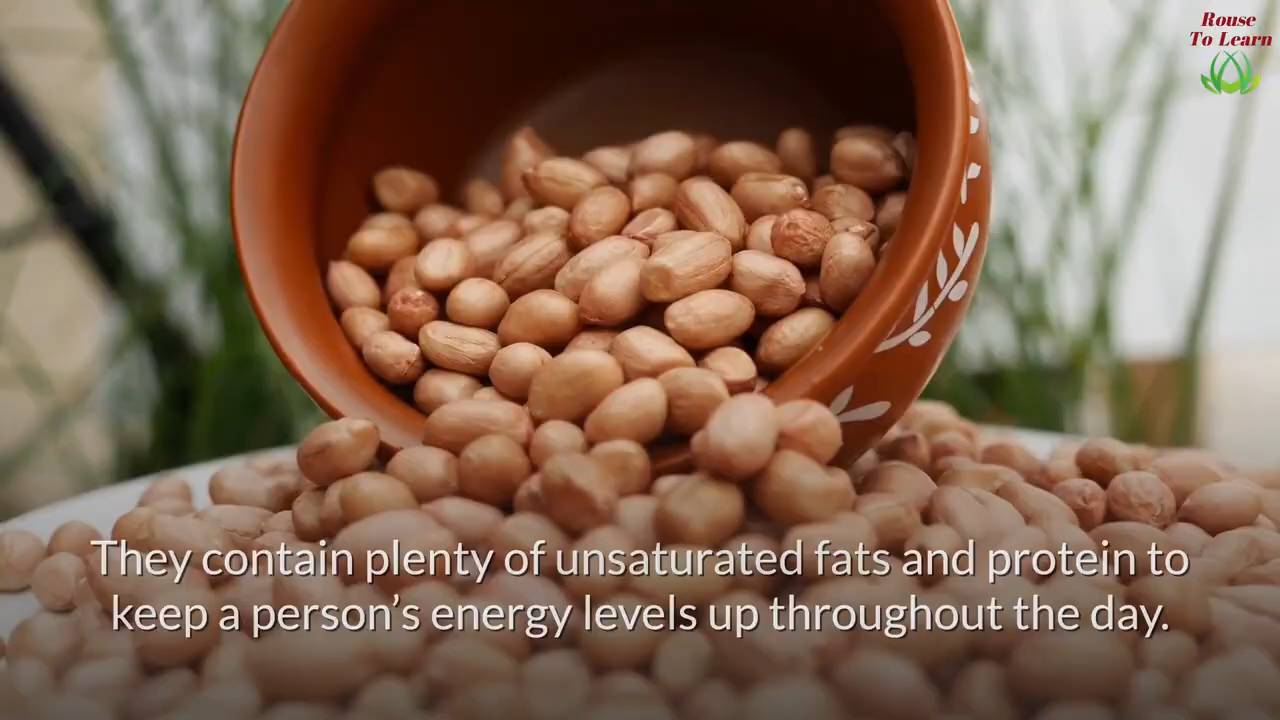 Rouse
To Learn
They contain plenty of unsaturated fats and protein to
keep a person’s energy levels up throughout the day.